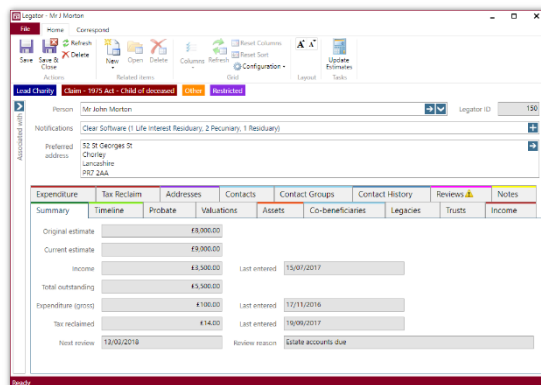 Legator - Mr J Morton
File Home Correspond
Save
Save & Close
Refresh
Delete
Actions
New
Open
Delete
Related items
Columns
Refresh
Reset Columns
Reset Sort
Configuration
Grid
A A
Layout
Update Estimates
Tasks
Lead Charity
Claim - 1975 Act - Child of deceased
Other
Restricted
Associated with
Person Mr John Morton Legator ID 150
Notifications Clear Software (1 Life Interest Residuary, 2 Pecuniary, 1 Residuary)
Preferred address
52 St Georges St
Chorley
Lancashire
PR7 2AA
Expenditure Tax Reclaim Addresses Contacts Contact Groups Contact History Reviews Notes
Summary Timeline Probate Valuations Assets Co-beneficiaries Legacies Trusts Income
Original estimate £8,000.00
Current estimate £9,000.00
Income £3,500.00 Last entered 15/07/2017
Total outstanding £5,500.00
Expenditure (gross) £100.00 Last entered 17/11/2016
Tax reclaimed £14.00 Last entered 19/09/2017
Next review 13/03/2018 Review reason Estate accounts due
Ready